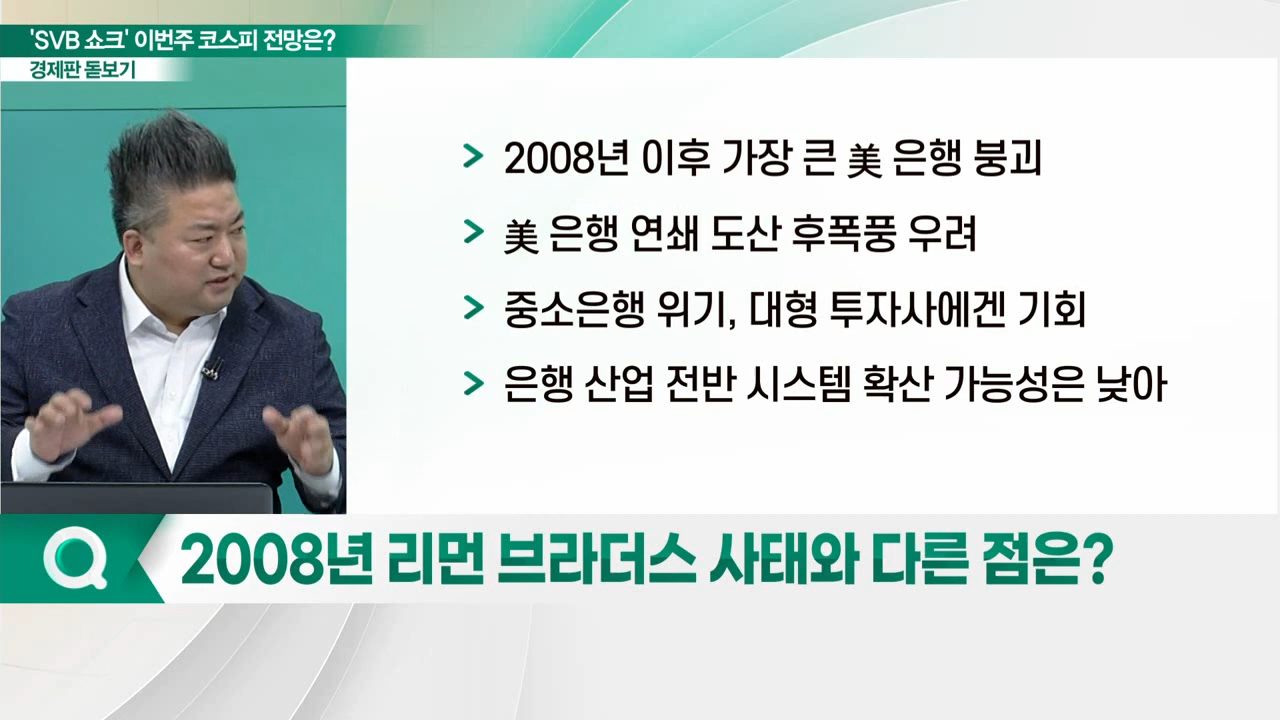 'SVB 쇼크' 이번주 코스피 전망은?
경제판 돋보기
> 2008년 이후 가장 큰 美 은행 붕괴
> 美 은행 연쇄 도산 후폭풍 우려
> 중소은행 위기, 대형 투자사에겐 기회
> 은행 산업 전반 시스템 확산 가능성은 낮아
Q 2008년 리먼 브라더스 사태와 다른 점은?